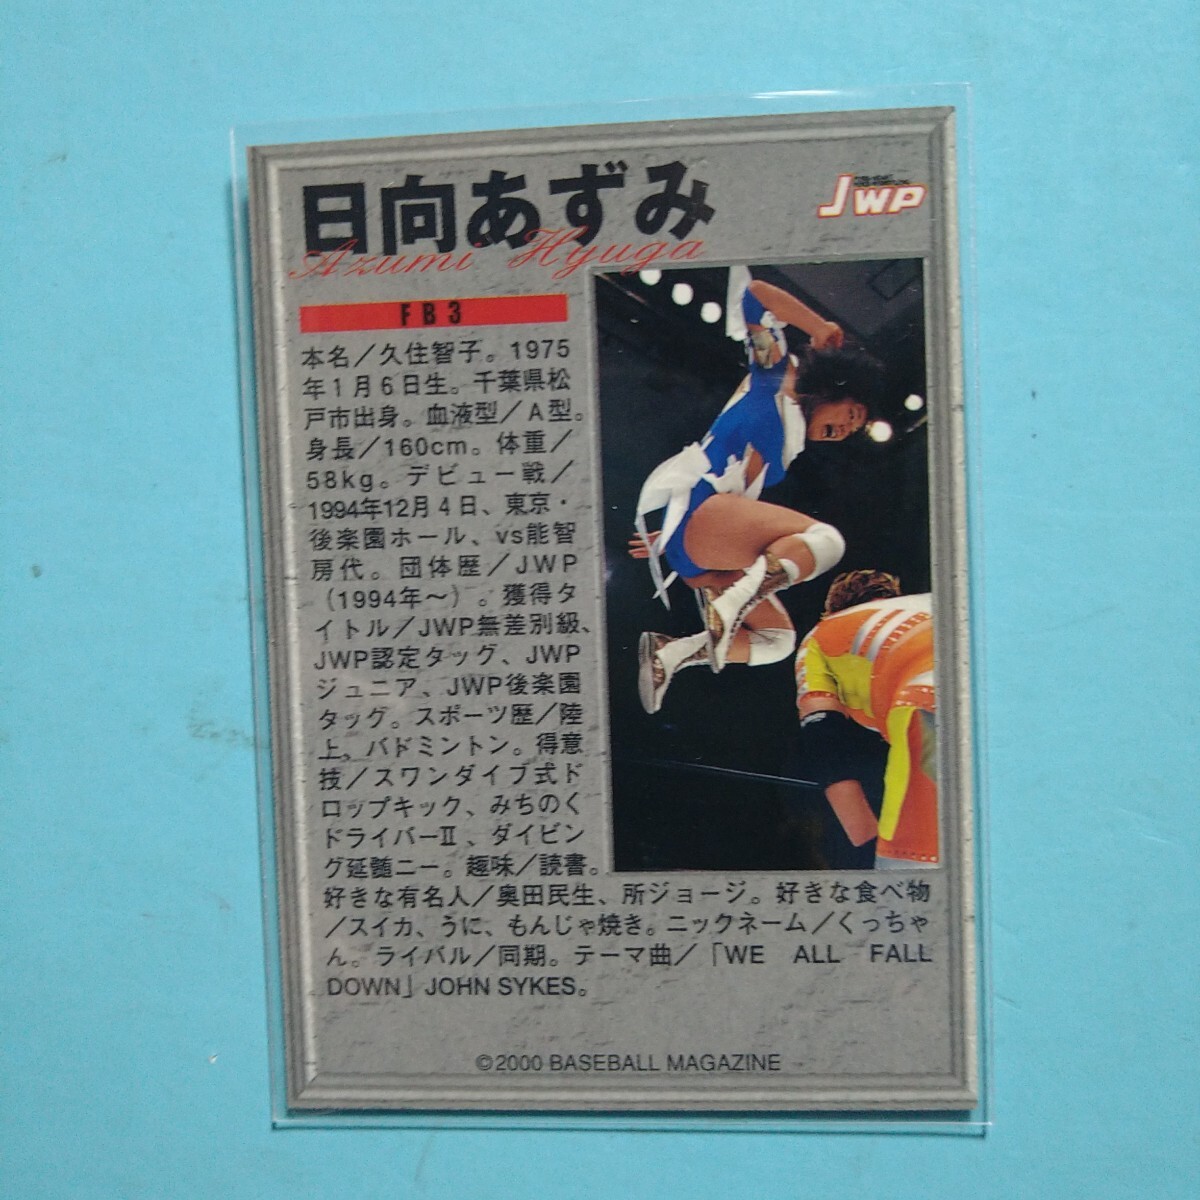 日向あずみ
Azumi Hyuga
JWP
FB3
本名／久住智子。1975
年1月6日生。千葉県松
戸市出身。血液型／A型。
身長／160cm。体重／
58kg。デビュー戦／
1994年12月4日、東京・
後楽園ホール、vs能智
房代。団体歴／JWP
（1994年～）。獲得タ
イトル／JWP無差別級、
JWP認定タッグ、JWP
ジュニア、JWP後楽園
タッグ。スポーツ歴／陸
上、バドミントン。得意
技／スワンダイブ式ド
ロップキック、みちのく
ドライバーⅡ、ダイビン
グ延髄ニー。趣味／読書。
好きな有名人／奥田民生、所ジョージ。好きな食べ物
／スイカ、うに、もんじゃ焼き。ニックネーム／くっちゃ
ん。ライバル／同期。テーマ曲／「WE ALL FALL
DOWN」JOHN SYKES。
©2000 BASEBALL MAGAZINE